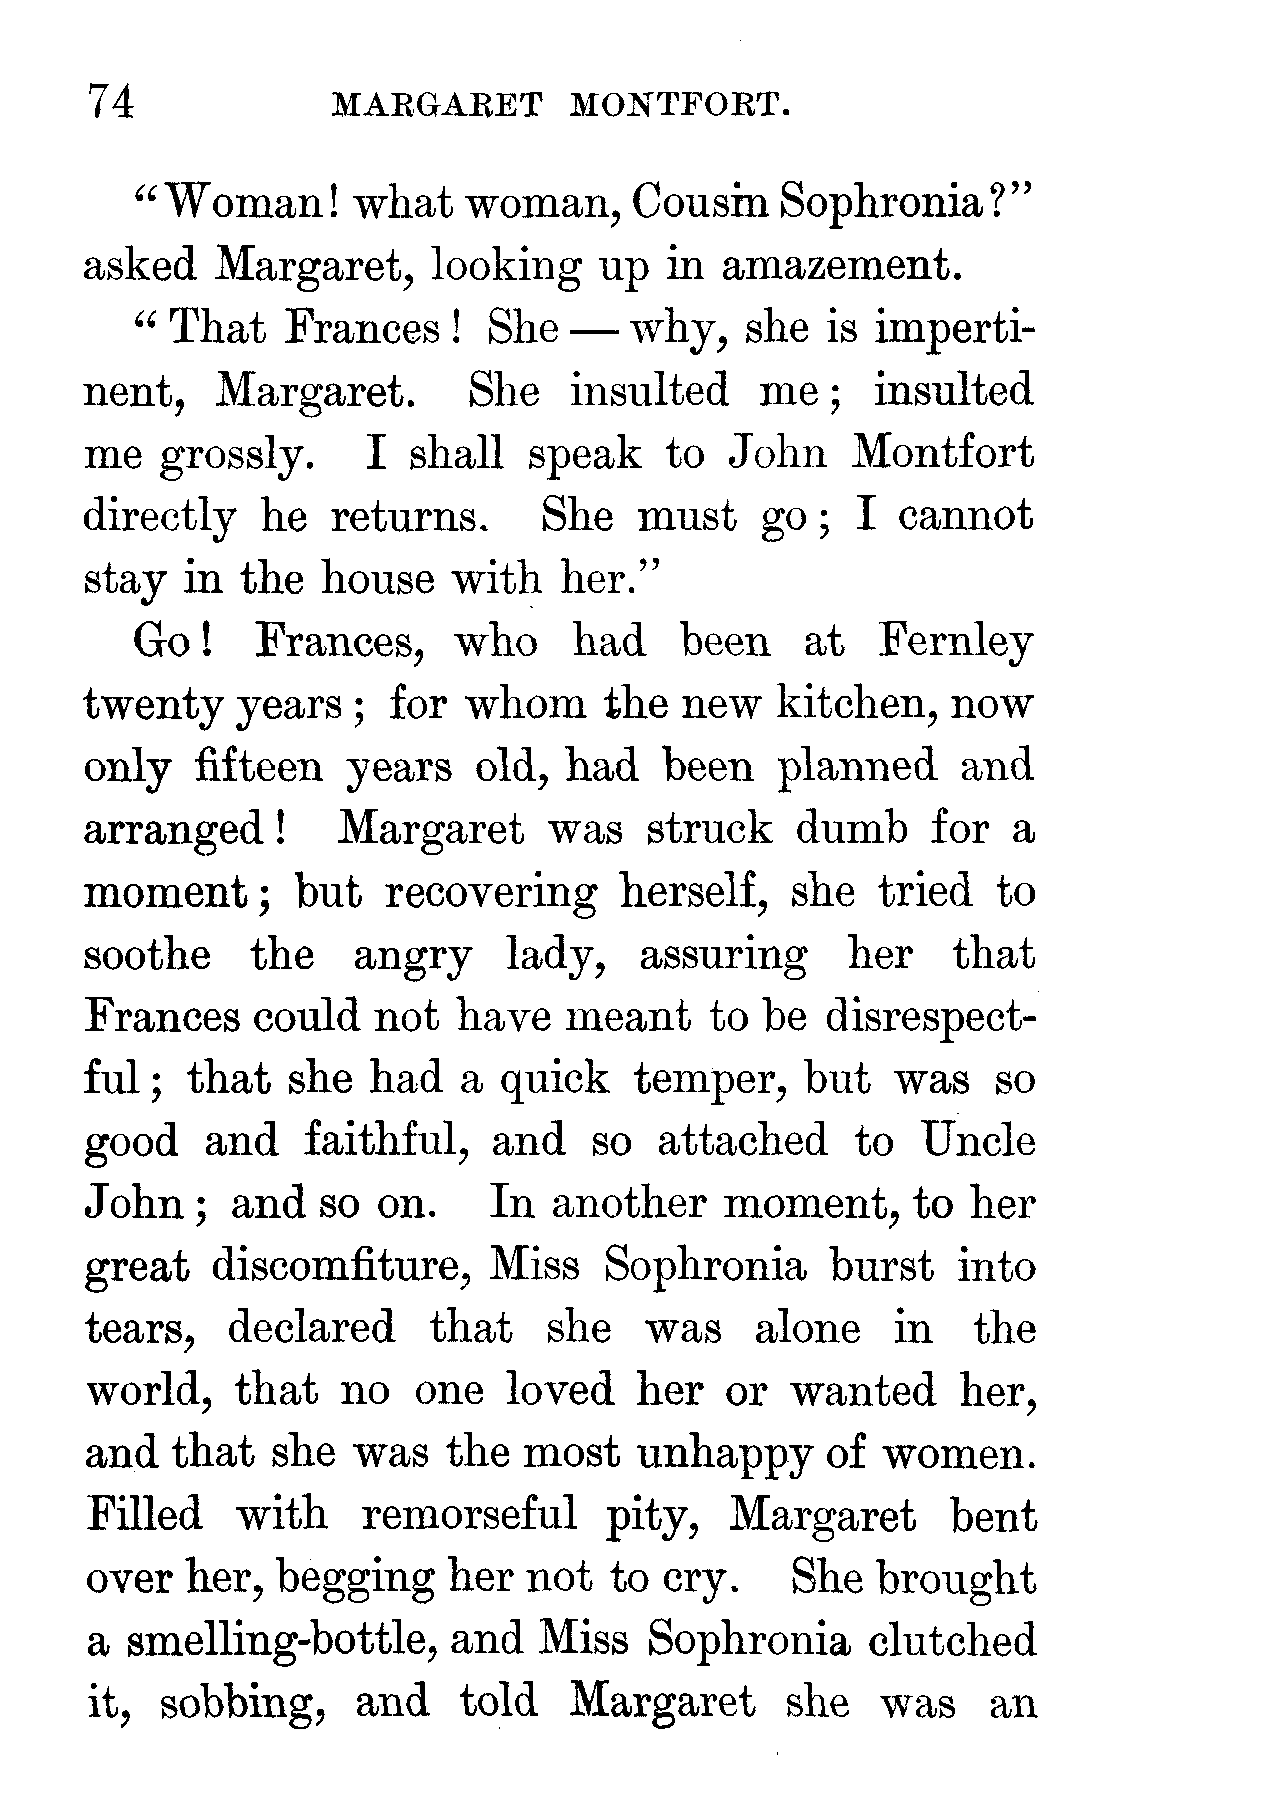 74 MARGARET MONTFORT.
"Woman! what woman, Cousin Sophronia?"
asked Margaret, looking up in amazement.
"That Frances! She — why, she is imperti-
nent, Margaret. She insulted me; insulted
me grossly. I shall speak to John Montfort
directly he returns. She must go; I cannot
stay in the house with her."
Go! Frances, who had been at Fernley
twenty years; for whom the new kitchen, now
only fifteen years old, had been planned and
arranged! Margaret was struck dumb for a
moment; but recovering herself, she tried to
soothe the angry lady, assuring her that
Frances could not have meant to be disrespect-
ful; that she had a quick temper, but was so
good and faithful, and so attached to Uncle
John; and so on. In another moment, to her
great discomfiture, Miss Sophronia burst into
tears, declared that she was alone in the
world, that no one loved her or wanted her,
and that she was the most unhappy of women.
Filled with remorseful pity, Margaret bent
over her, begging her not to cry. She brought
a smelling-bottle, and Miss Sophronia clutched
it, sobbing, and told Margaret she was an